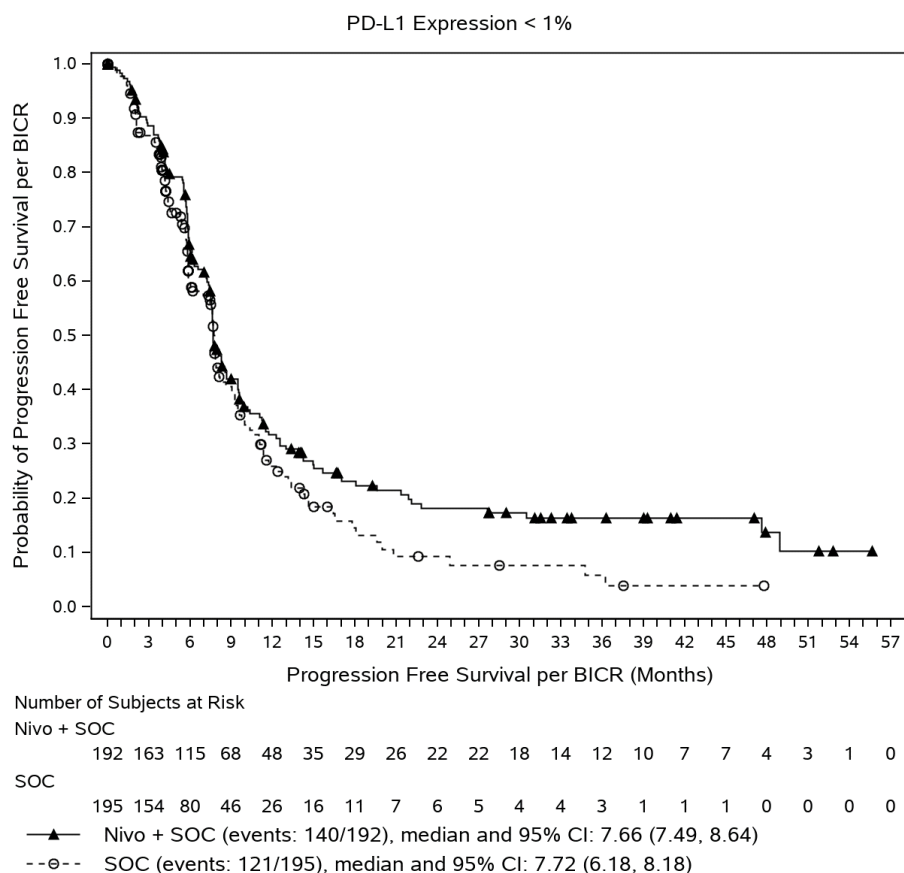 PD-L1 Expression < 1%
Probability of Progression Free Survival per BICR
1.0
0.9
0.8
0.7
0.6
0.5
0.4
0.3
0.2
0.1
0.0
0 3 6 9 12 15 18 21 24 27 30 33 36 39 42 45 48 51 54 57
Progression Free Survival per BICR (Months)
Number of Subjects at Risk
Nivo + SOC
192 163 115 68 48 35 29 26 22 22 18 14 12 10 7 7 4 3 1 0
SOC
195 154 80 46 26 16 11 7 6 5 4 4 3 1 1 1 0 0 0 0
Nivo + SOC (events: 140/192), median and 95% CI: 7.66 (7.49, 8.64)
SOC (events: 121/195), median and 95% CI: 7.72 (6.18, 8.18)